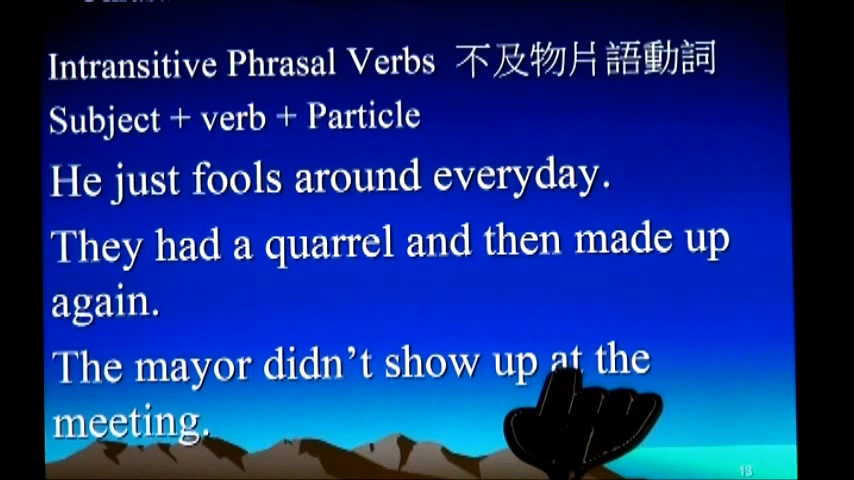 Intransitive Phrasal Verbs 不及物片語動詞
Subject + verb + Particle
He just fools around everyday.
They had a quarrel and then made up
again.
The mayor didn't show up at the
meeting.
13